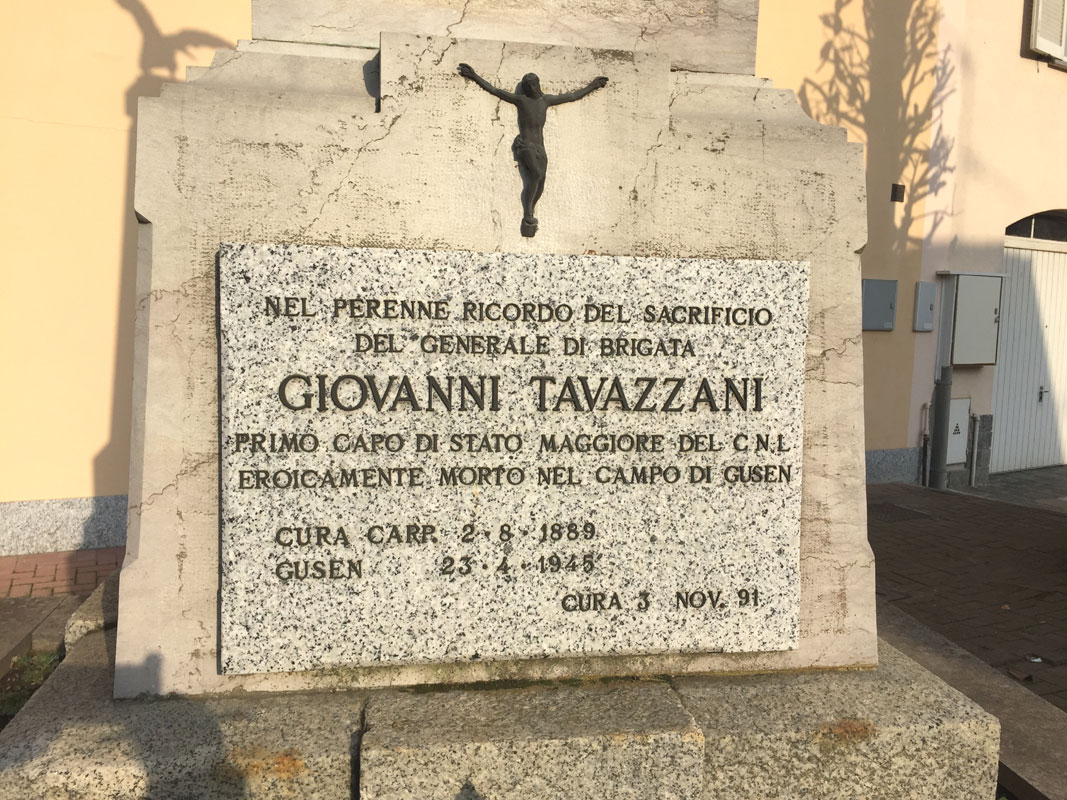 NEL PERENNE RICORDO DEL SACRIFICIO
DEL GENERALE DI BRIGATA
GIOVANNI TAVAZZANI
PRIMO CAPO DI STATO MAGGIORE DEL C N L
EROICAMENTE MORTO NEL CAMPO DI GUSEN
CURA CARP. 2·8·1889
GUSEN 23·4·1945
CURA 3 NOV. 91